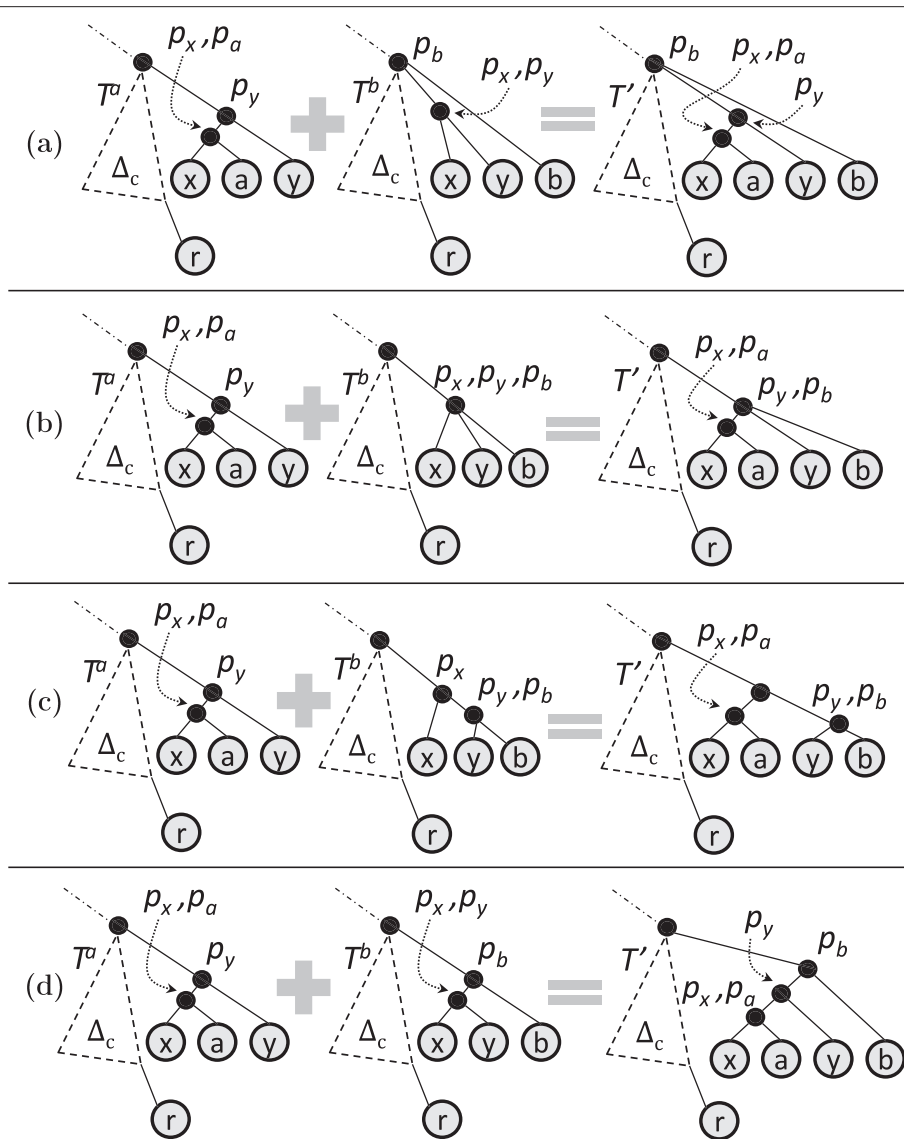 p_x,p_a p_b p_b p_x,p_a
T^a p_y T^b p_x,p_y T' p_y
(a) + =
Δ_c x a y Δ_c x y b Δ_c x a y b
r r r
p_x,p_a p_x,p_a
T^a p_y T^b p_x,p_y,p_b T' p_y,p_b
(b) + =
Δ_c x a y Δ_c x y b Δ_c x a y b
r r r
p_x,p_a p_x,p_a
T^a p_y T^b p_x T' 
(c) + p_y,p_b = p_y,p_b
Δ_c x a y Δ_c x y b Δ_c x a y b
r r r
p_x,p_a p_x,p_y p_y
T^a p_y T^b p_b T' p_b
(d) + = p_x,p_a
Δ_c x a y Δ_c x y b Δ_c x a y b
r r r